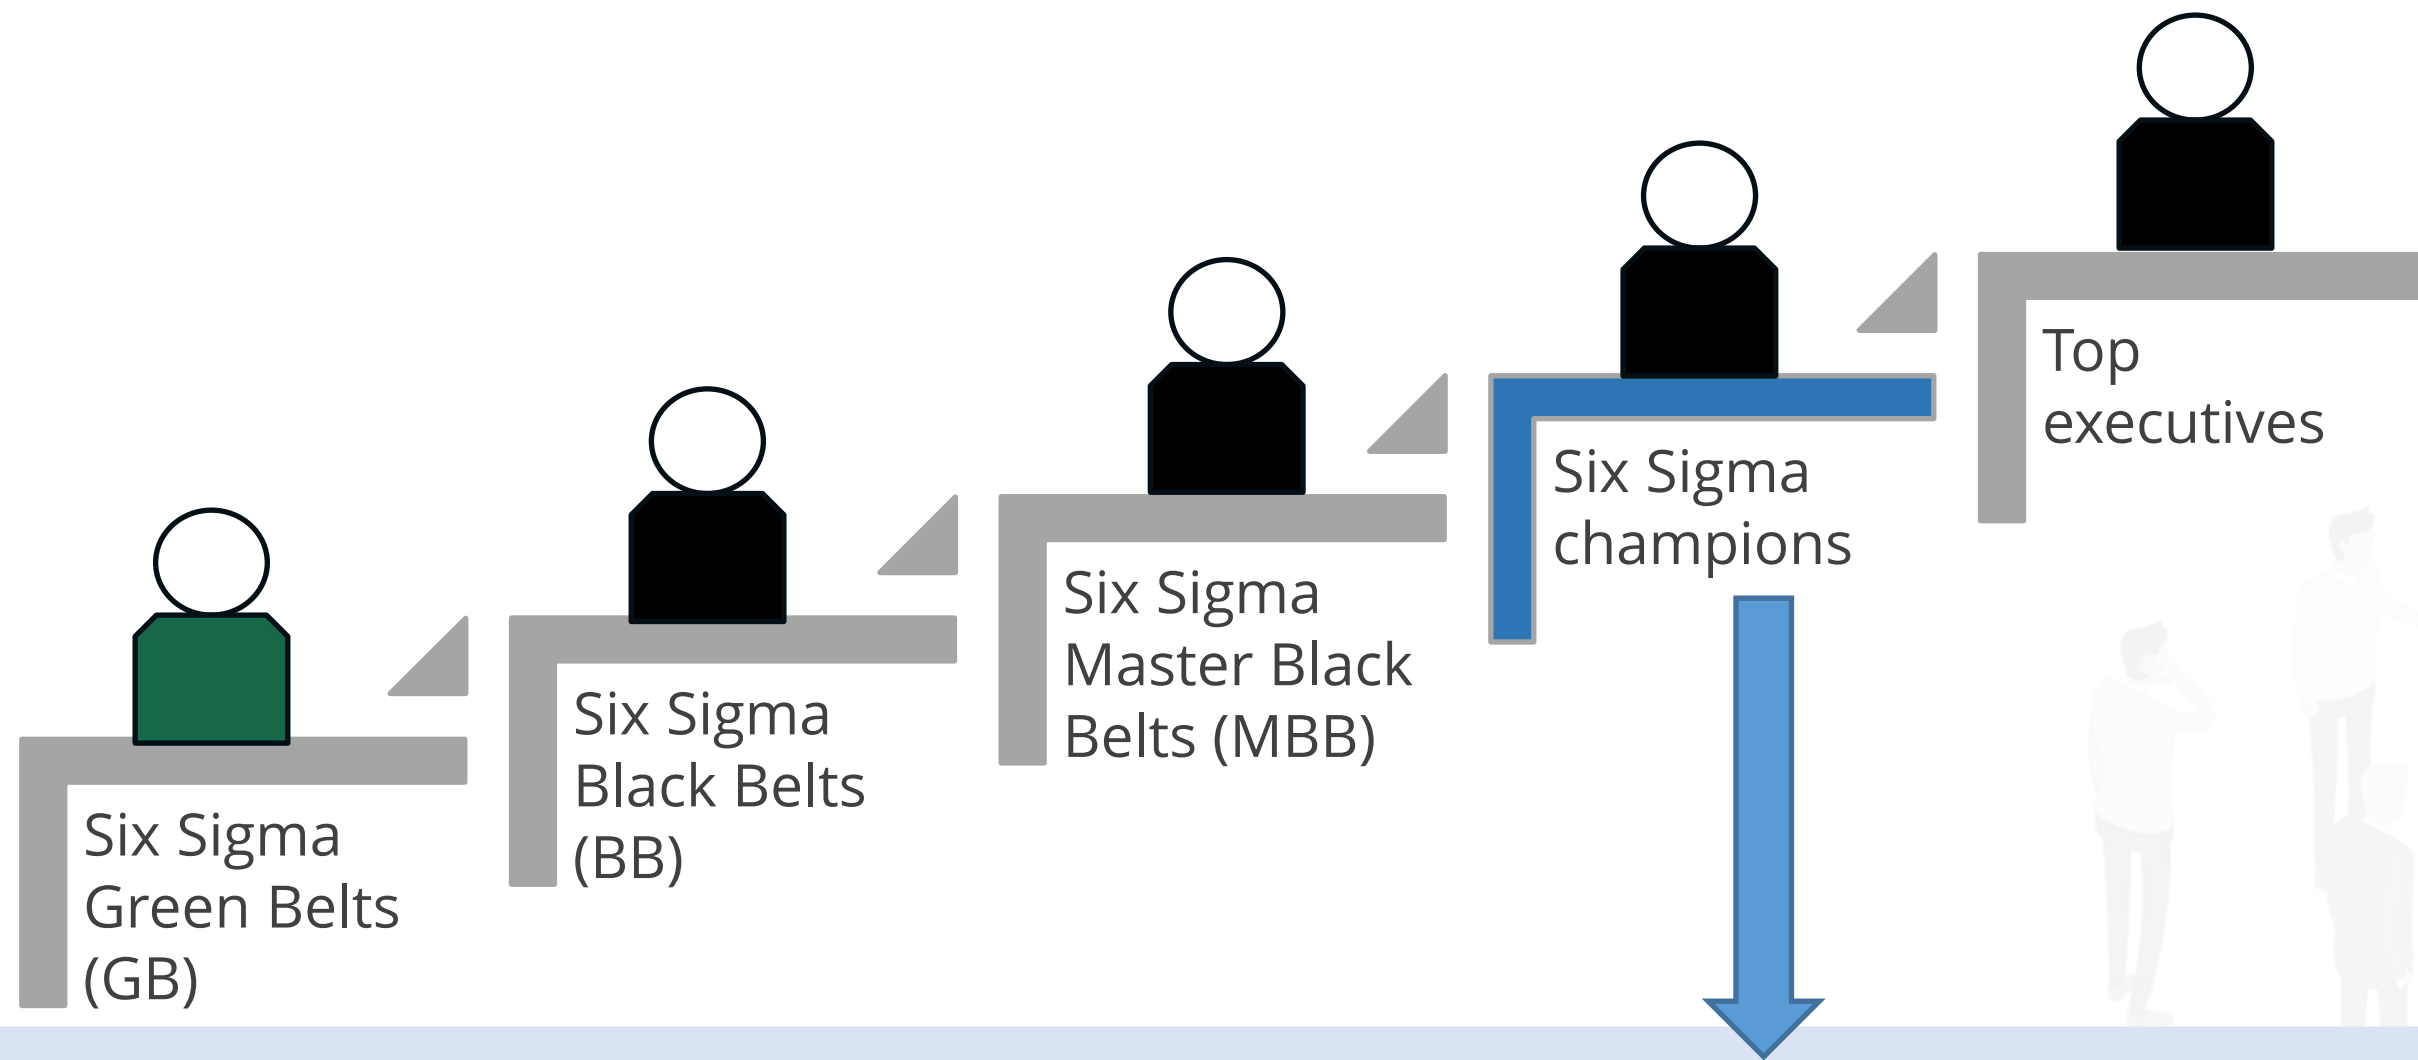 Six Sigma
Green Belts
(GB)
Six Sigma
Black Belts
(BB)
Six Sigma
Master Black
Belts (MBB)
Six Sigma
champions
Top
executives